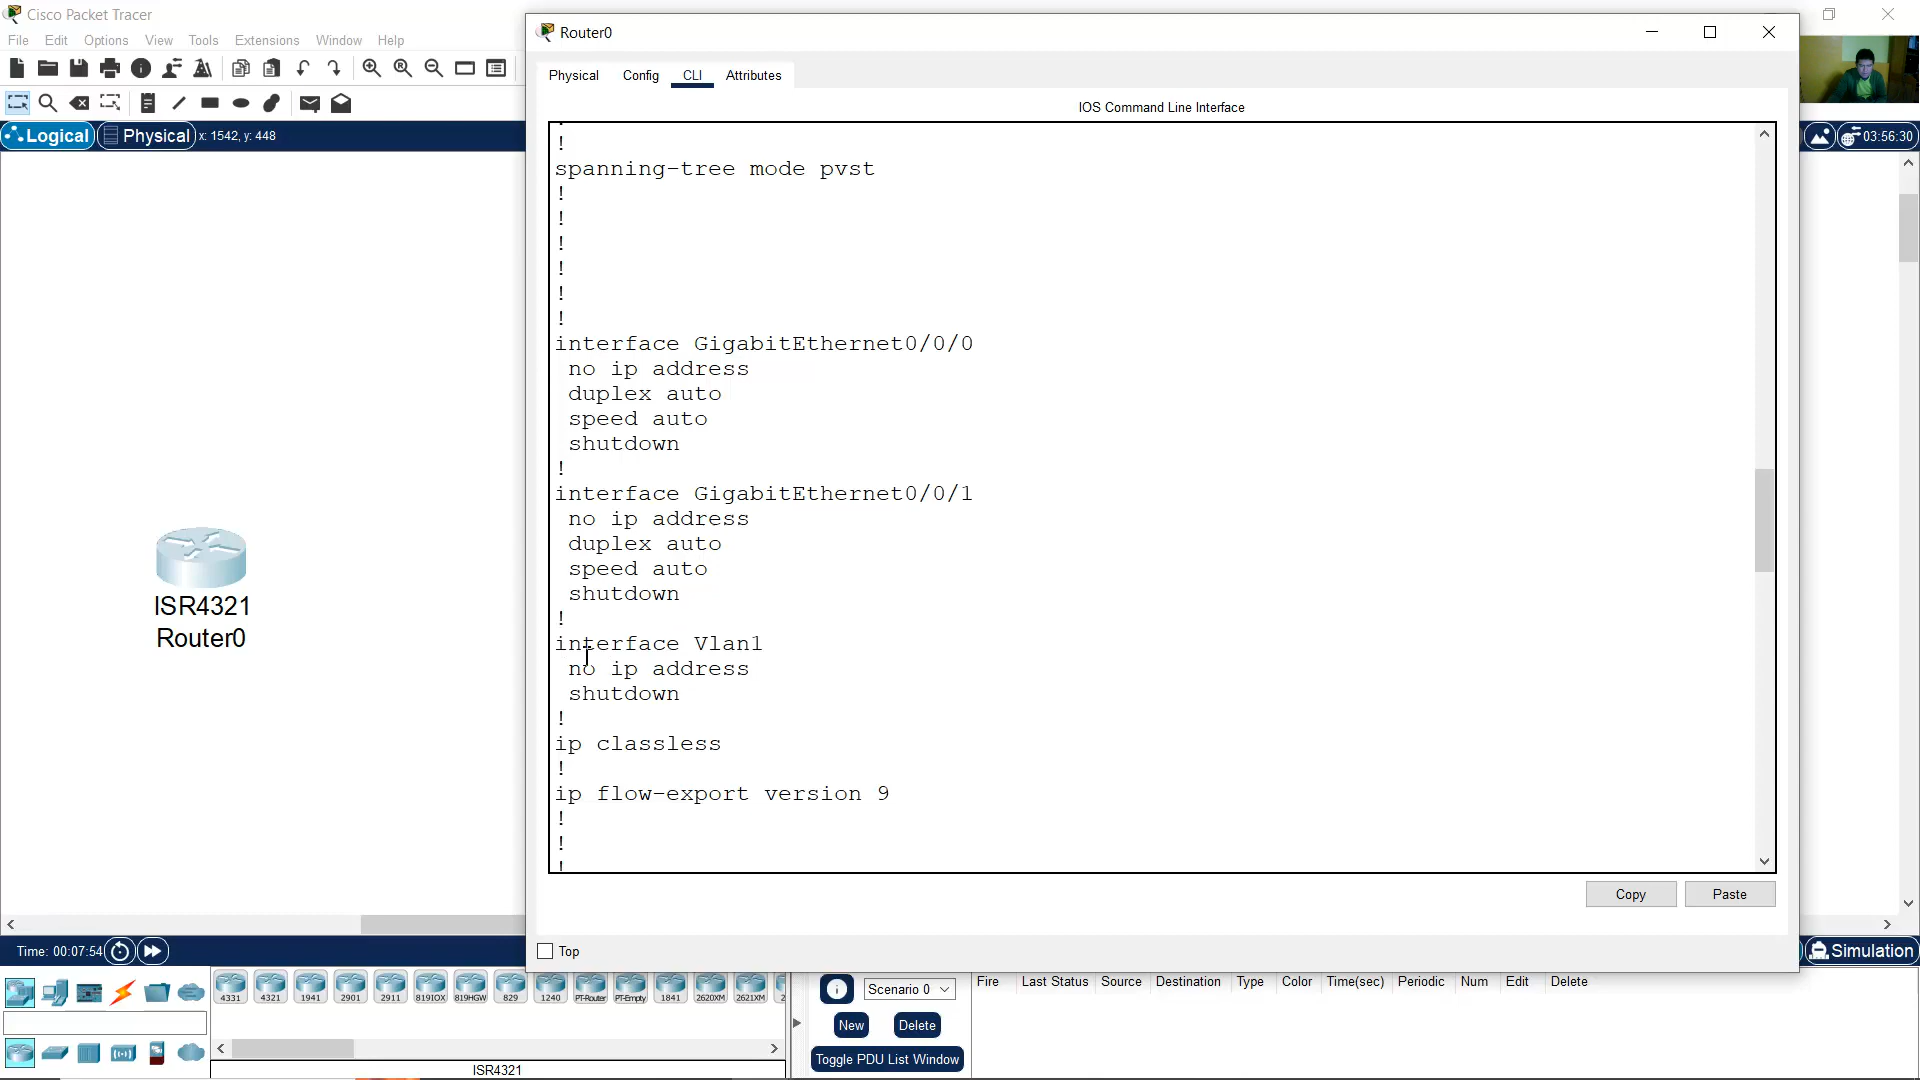 Cisco Packet Tracer
File Edit Options View Tools Extensions Window Help
Logical Physical x: 1542, y: 448
03:56:30
Router0
Physical Config CLI Attributes
IOS Command Line Interface
!
spanning-tree mode pvst
!
!
!
!
!
!
interface GigabitEthernet0/0/0
no ip address
duplex auto
speed auto
shutdown
!
interface GigabitEthernet0/0/1
no ip address
duplex auto
speed auto
shutdown
!
interface Vlan1
no ip address
shutdown
!
ip classless
!
ip flow-export version 9
!
!
!
Copy Paste
Top
ISR4321
Router0
Time: 00:07:54
Simulation
4331 4321 1941 2901 2911 819IOX 819HGW 829 1240 PT-Router PT-Empty 1841 2620XM 2621XM 2
ISR4321
Scenario 0
New Delete
Toggle PDU List Window
Fire Last Status Source Destination Type Color Time(sec) Periodic Num Edit Delete